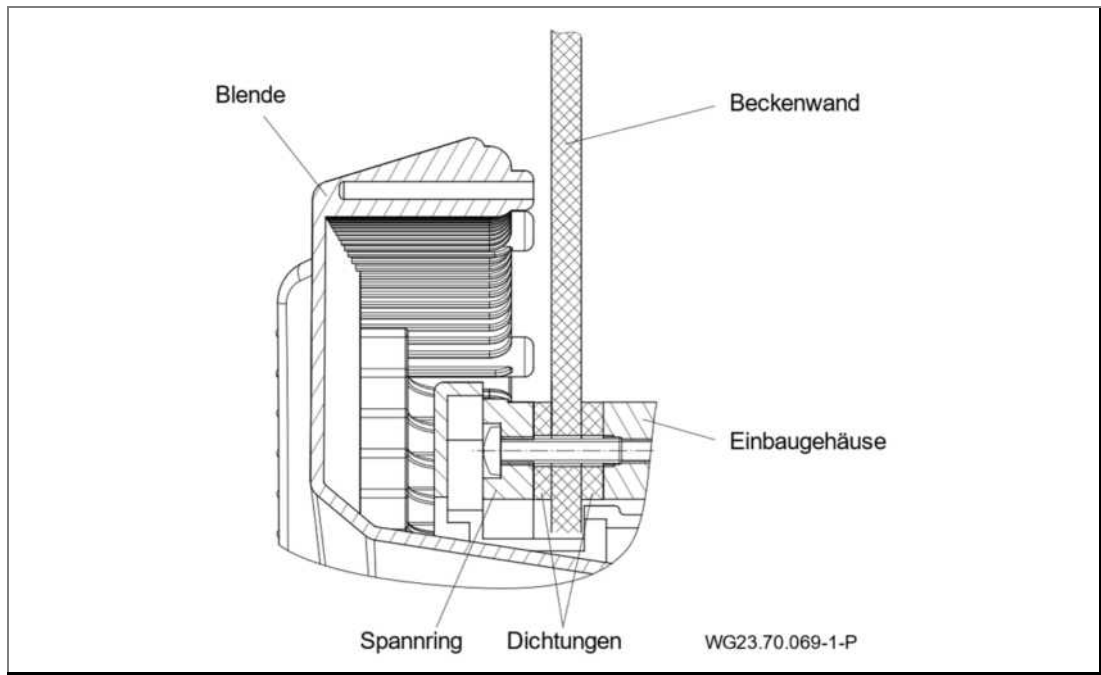 Blende
Beckenwand
Einbaugehäuse
Spannring
Dichtungen
WG23.70.069-1-P